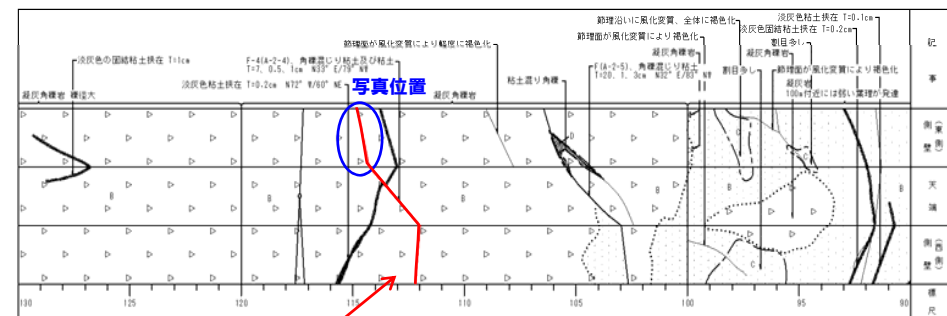 節理沿いに風化変質、全体に褐色化
淡灰色粘土挟在 T=0.1cm
節理面が風化変質により褐色化
淡灰色固結粘土挟在 T=0.2cm
節理面が風化変質により軽度に褐色化
凝灰角礫岩
割目多し
凝灰角礫岩
淡灰色の固結粘土挟在 T=1cm
F-4(A-2-4)、角礫混じり粘土及び粘土
T=7、0.5、1cm N33°E/79°NW
粘土混り角礫
F(A-2-5)、角礫混じり粘土
T=20、1、3cm N32°E/83°NW
割目多し
節理面が風化変質により褐色化
凝灰岩
100m付近には弱い葉理が発達
淡灰色粘土挟在 T=0.2cm N72°W/60°NE
写真位置
凝灰角礫岩 礫径大
凝灰角礫岩
記事
側壁(東側)
天端
側壁(西側)
標尺
B
B
B
B
B
B
C
C
D
130
125
120
115
110
105
100
95
90